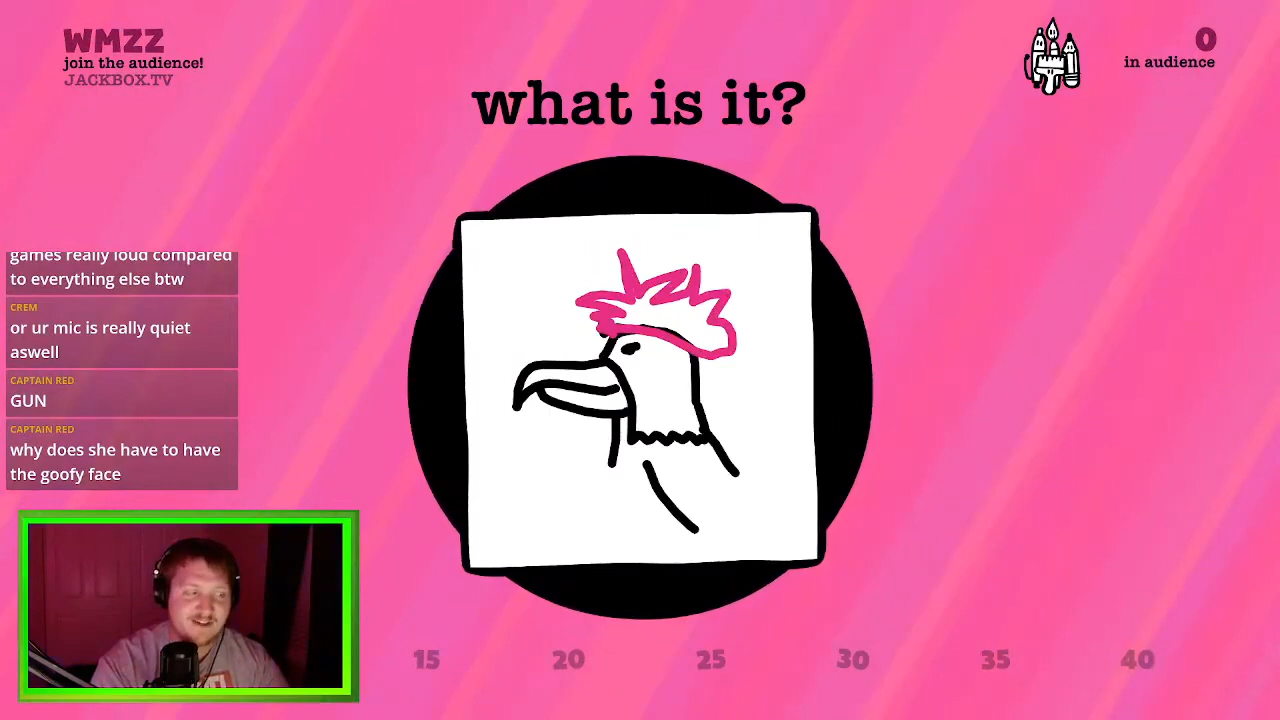 WMZZ
join the audience!
JACKBOX.TV
0
in audience
what is it?
games really loud compared
to everything else btw
CREM
or ur mic is really quiet
aswell
CAPTAIN RED
GUN
CAPTAIN RED
why does she have to have
the goofy face
15 20 25 30 35 40